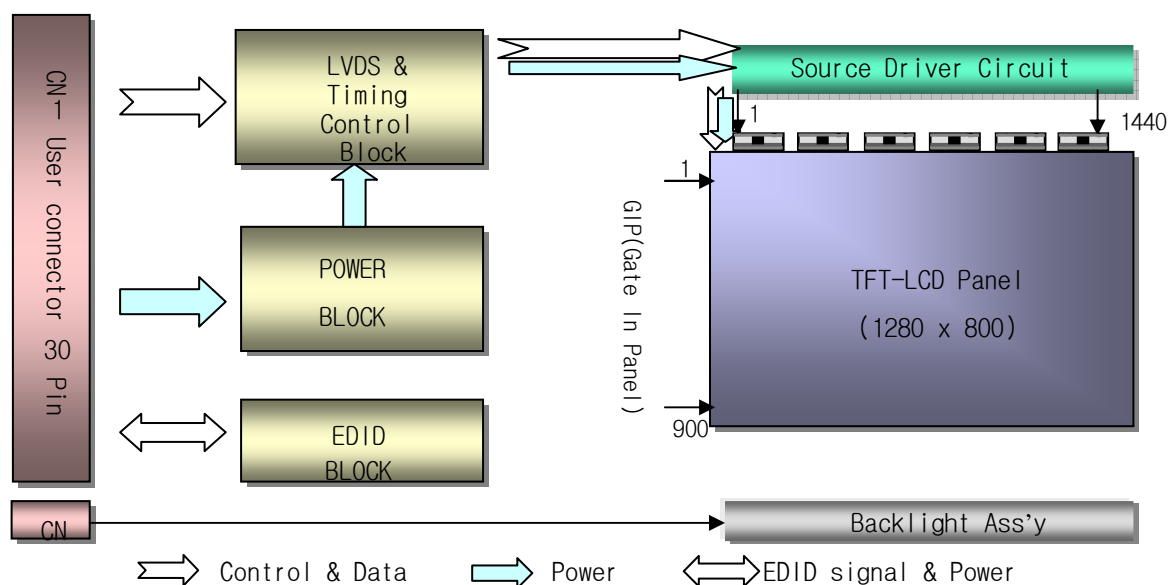 CN-1 User connector 30 Pin
LVDS &
Timing
Control
Block
Source Driver Circuit
1
1440
POWER
BLOCK
GIP(Gate In Panel)
1
900
TFT-LCD Panel
(1280 x 800)
EDID
BLOCK
CN
Backlight Ass’y
Control & Data
Power
EDID signal & Power